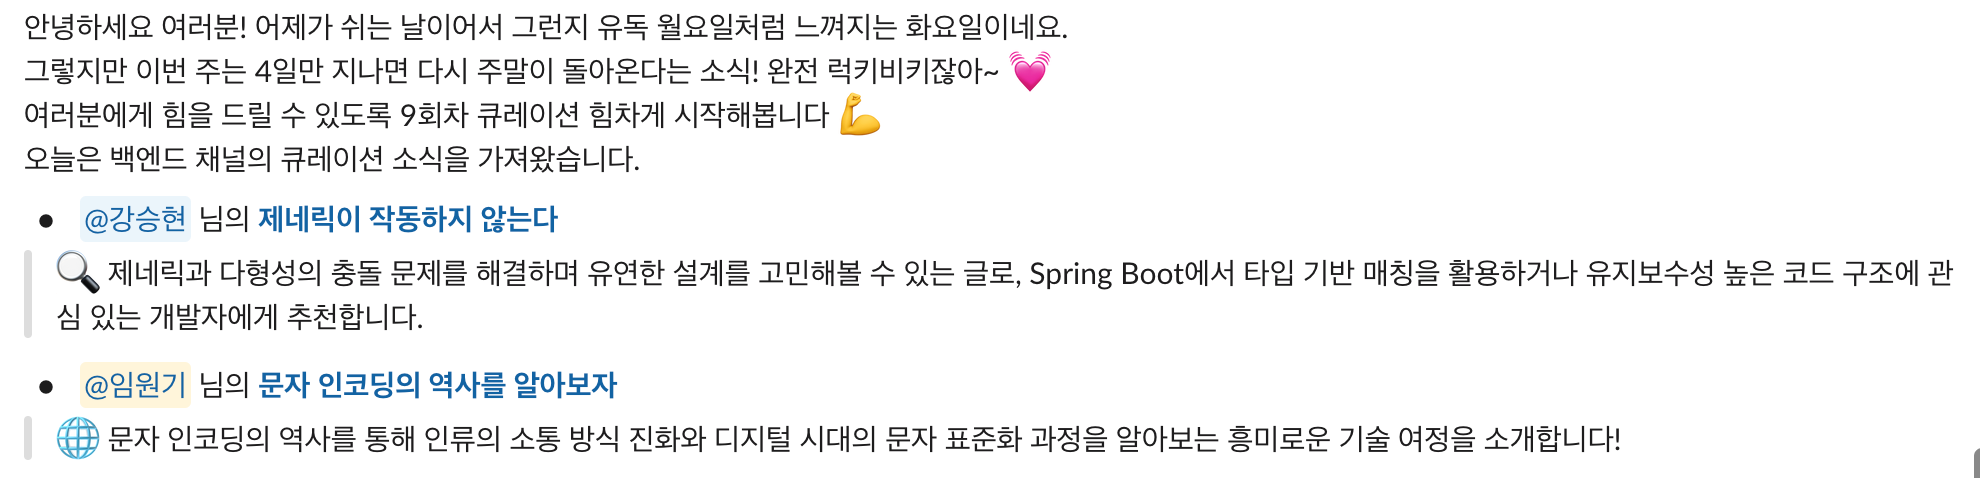 안녕하세요 여러분! 어제가 쉬는 날이어서 그런지 유독 월요일처럼 느껴지는 화요일이네요.
그렇지만 이번 주는 4일만 지나면 다시 주말이 돌아온다는 소식! 완전 럭키비키잖아~ 💓
여러분에게 힘을 드릴 수 있도록 9회차 큐레이션 힘차게 시작해봅니다 💪
오늘은 백엔드 채널의 큐레이션 소식을 가져왔습니다.
• @강승현 님의 제네릭이 작동하지 않는다
🔍 제네릭과 다형성의 충돌 문제를 해결하며 유연한 설계를 고민해볼 수 있는 글로, Spring Boot에서 타입 기반 매칭을 활용하거나 유지보수성 높은 코드 구조에 관
심 있는 개발자에게 추천합니다.
• @임원기 님의 문자 인코딩의 역사를 알아보자
🌐 문자 인코딩의 역사를 통해 인류의 소통 방식 진화와 디지털 시대의 문자 표준화 과정을 알아보는 흥미로운 기술 여정을 소개합니다!